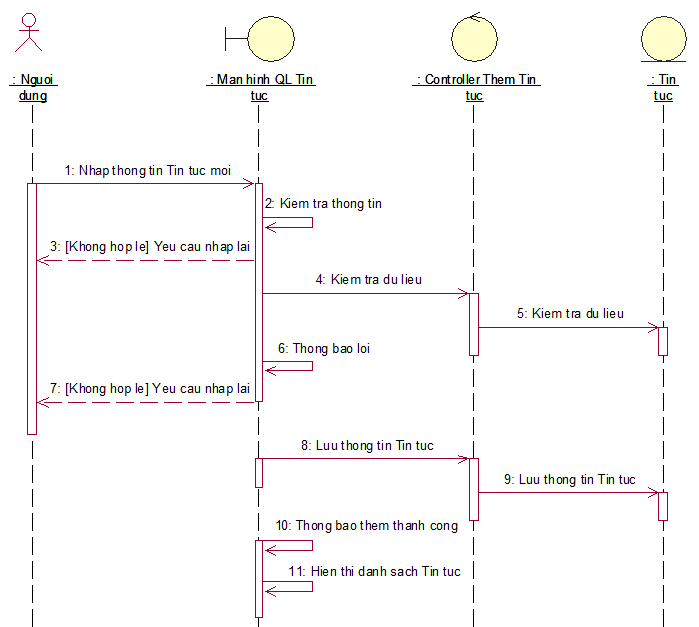 : Nguoi
dung
: Man hinh QL Tin
tuc
: Controller Them Tin
tuc
: Tin
tuc
1: Nhap thong tin Tin tuc moi
2: Kiem tra thong tin
3: [Khong hop le] Yeu cau nhap lai
4: Kiem tra du lieu
5: Kiem tra du lieu
6: Thong bao loi
7: [Khong hop le] Yeu cau nhap lai
8: Luu thong tin Tin tuc
9: Luu thong tin Tin tuc
10: Thong bao them thanh cong
11: Hien thi danh sach Tin tuc